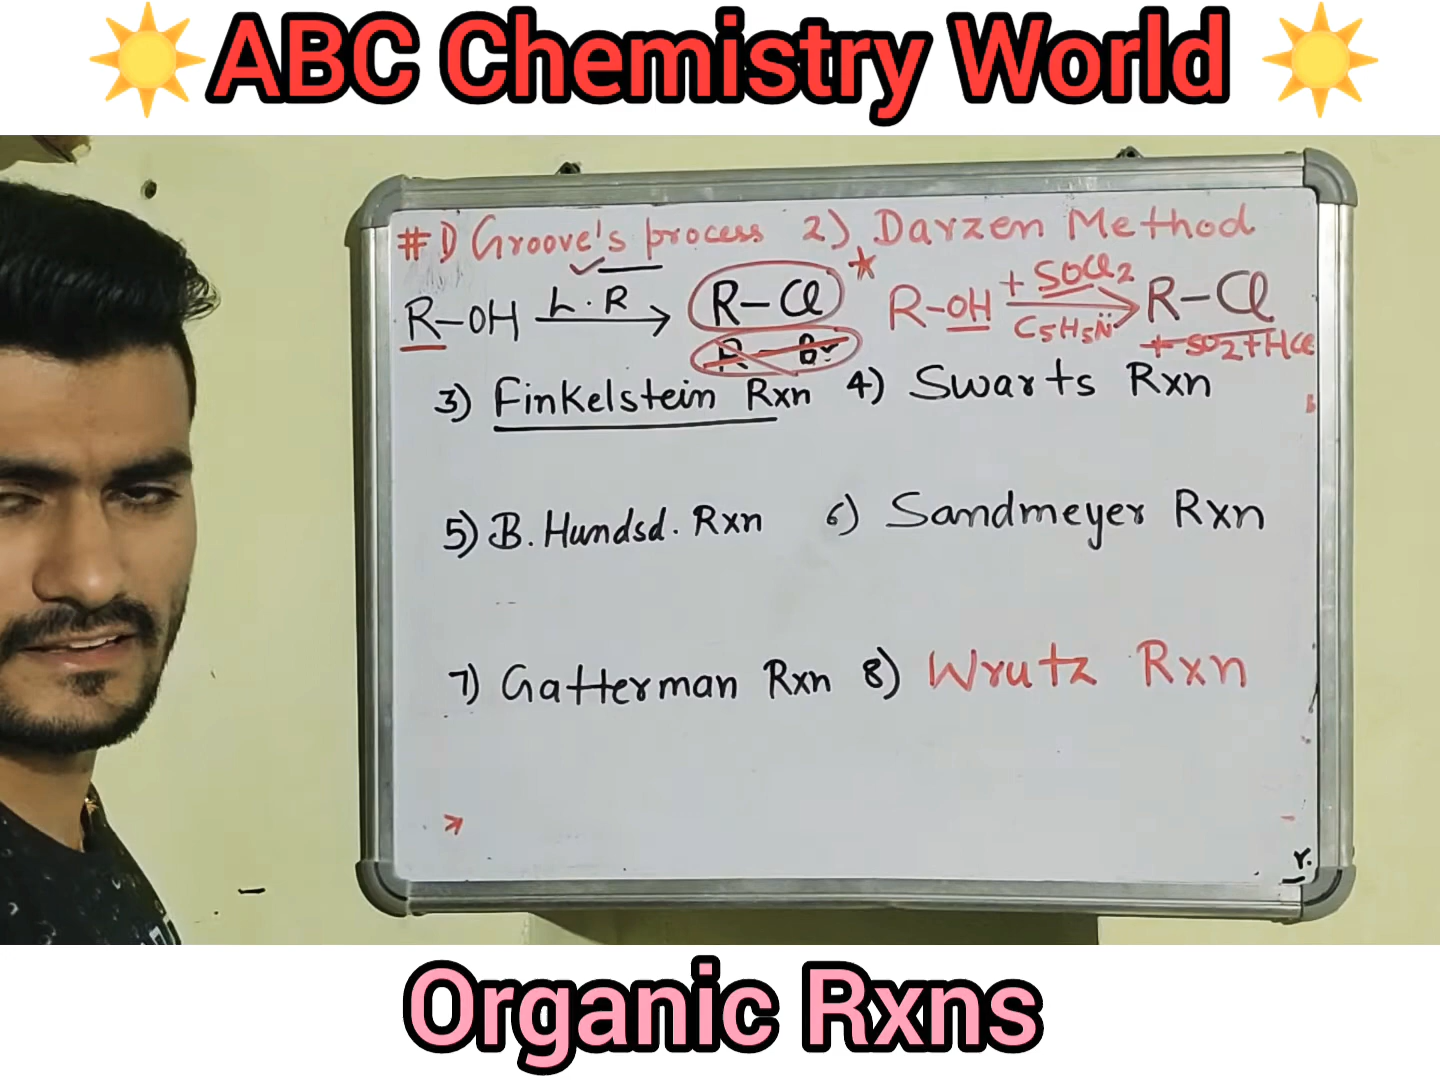 ABC Chemistry World
#1) Groove's process 2) Darzen Method
R-OH L.R → R-Cl ★ R-OH + SOCl2 C5H5N → R-Cl
R-Br + SO2+HCl
3) Finkelstein Rxn 4) Swarts Rxn
5) B. Hundsd. Rxn 6) Sandmeyer Rxn
7) Gatterman Rxn 8) Wrutz Rxn
Organic Rxns